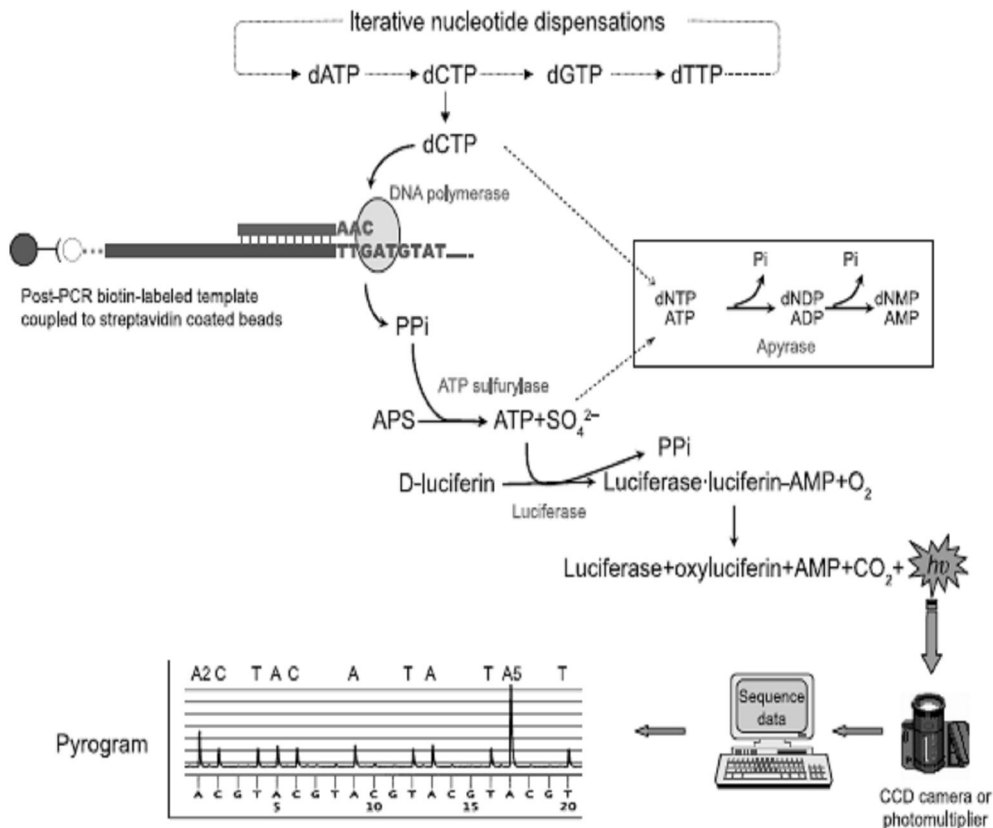 Iterative nucleotide dispensations
dATP dCTP dGTP dTTP
dCTP
DNA polymerase
AAC
TTGATGTAT
Post-PCR biotin-labeled template
coupled to streptavidin coated beads
PPi
Pi Pi
dNTP dNDP dNMP
ATP ADP AMP
Apyrase
ATP sulfurylase
APS ATP+SO₄²⁻
PPi
D-luciferin Luciferase·luciferin-AMP+O₂
Luciferase
Luciferase+oxyluciferin+AMP+CO₂+ hυ
A2 C T A C A T A T A5 T
Pyrogram
A C G T A C G T A C G T A C G T A C G T
5 10 15 20
Sequence
data
CCD camera or
photomultiplier